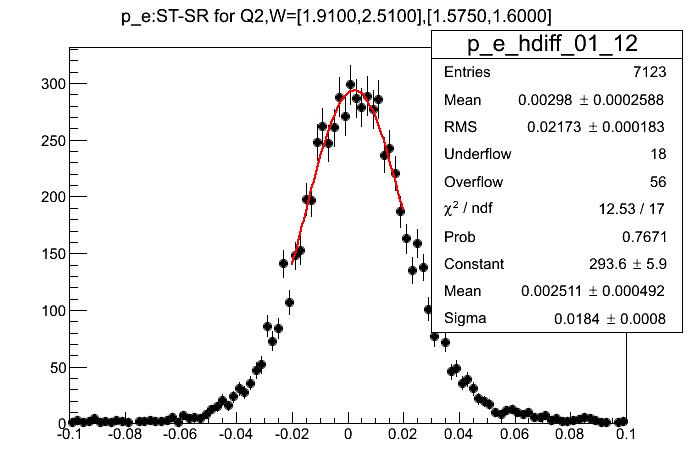 p_e:ST-SR for Q2,W=[1.9100,2.5100],[1.5750,1.6000]
p_e_hdiff_01_12
Entries 7123
Mean 0.00298 ± 0.0002588
RMS 0.02173 ± 0.000183
Underflow 18
Overflow 56
χ² / ndf 12.53 / 17
Prob 0.7671
Constant 293.6 ± 5.9
Mean 0.002511 ± 0.000492
Sigma 0.0184 ± 0.0008
300
250
200
150
100
50
0
-0.1 -0.08 -0.06 -0.04 -0.02 0 0.02 0.04 0.06 0.08 0.1